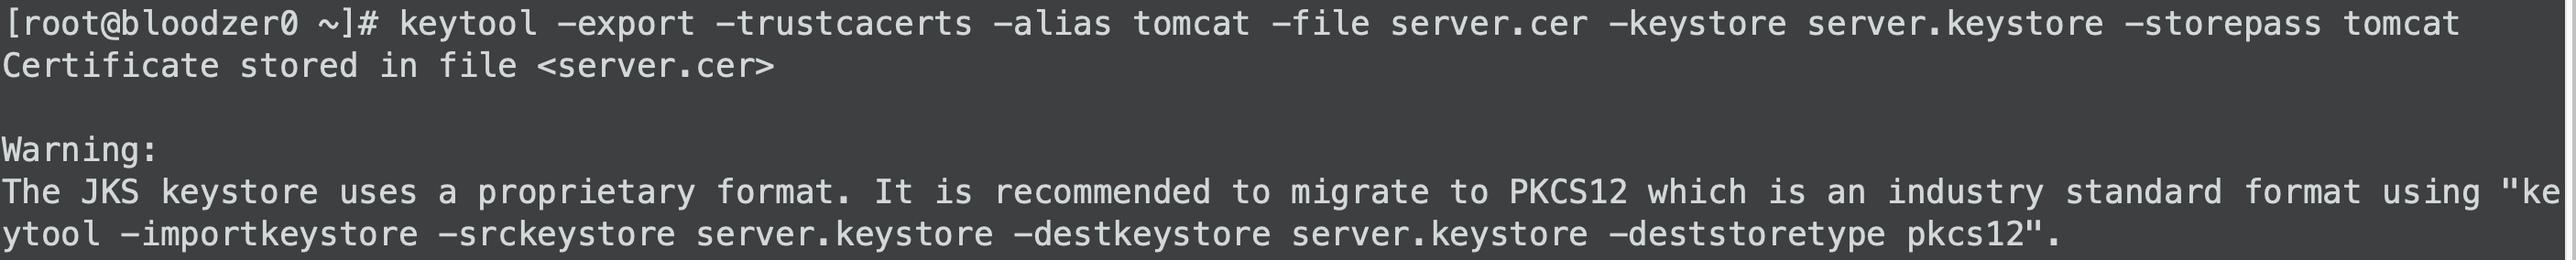 [root@bloodzer0 ~]# keytool -export -trustcacerts -alias tomcat -file server.cer -keystore server.keystore -storepass tomcat
Certificate stored in file <server.cer>
Warning:
The JKS keystore uses a proprietary format. It is recommended to migrate to PKCS12 which is an industry standard format using "ke
ytool -importkeystore -srckeystore server.keystore -destkeystore server.keystore -deststoretype pkcs12".